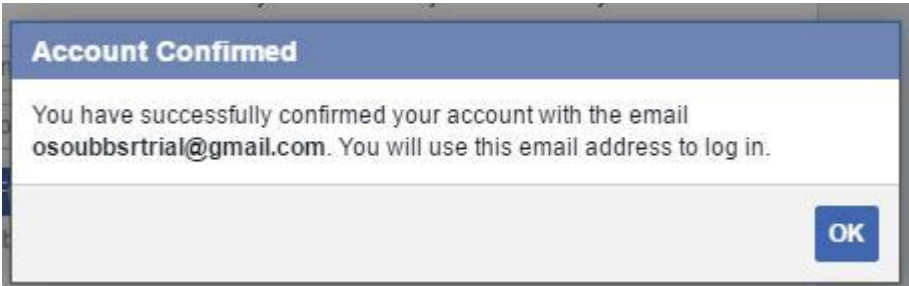 Account Confirmed
You have successfully confirmed your account with the email
osoubbsrtrial@gmail.com. You will use this email address to log in.
OK